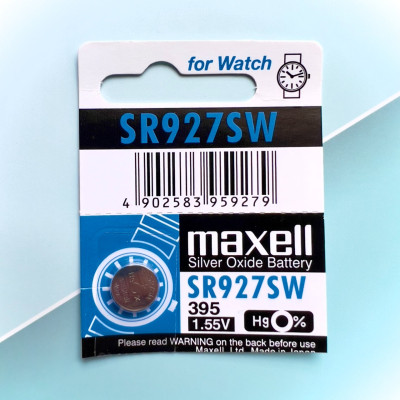 for Watch
SR927SW
4 902583 959279
maxell
Silver Oxide Battery
SR927SW
395
1.55V
Hg 0%
Please read WARNING on the back before use
Maxell, Ltd. Made in Japan